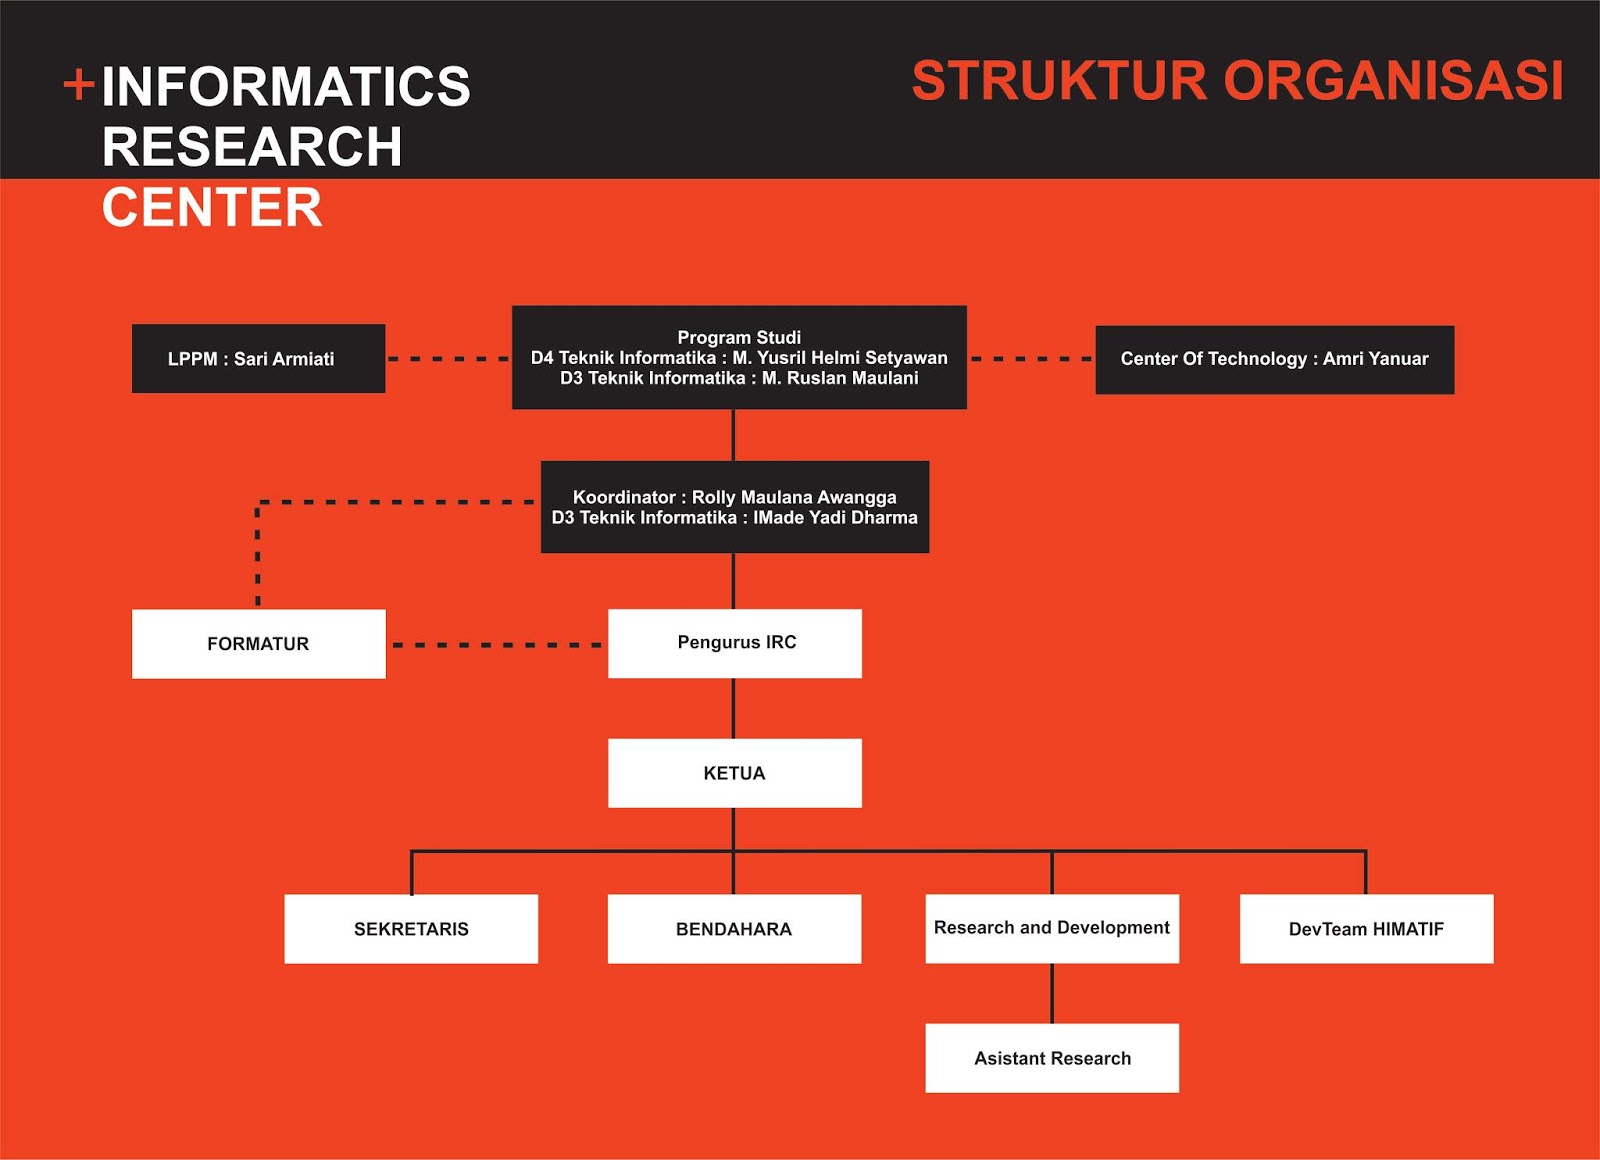 +INFORMATICS
RESEARCH
CENTER
STRUKTUR ORGANISASI
LPPM : Sari Armiati
Program Studi
D4 Teknik Informatika : M. Yusril Helmi Setyawan
D3 Teknik Informatika : M. Ruslan Maulani
Center Of Technology : Amri Yanuar
Koordinator : Rolly Maulana Awangga
D3 Teknik Informatika : IMade Yadi Dharma
FORMATUR
Pengurus IRC
KETUA
SEKRETARIS
BENDAHARA
Research and Development
DevTeam HIMATIF
Asistant Research